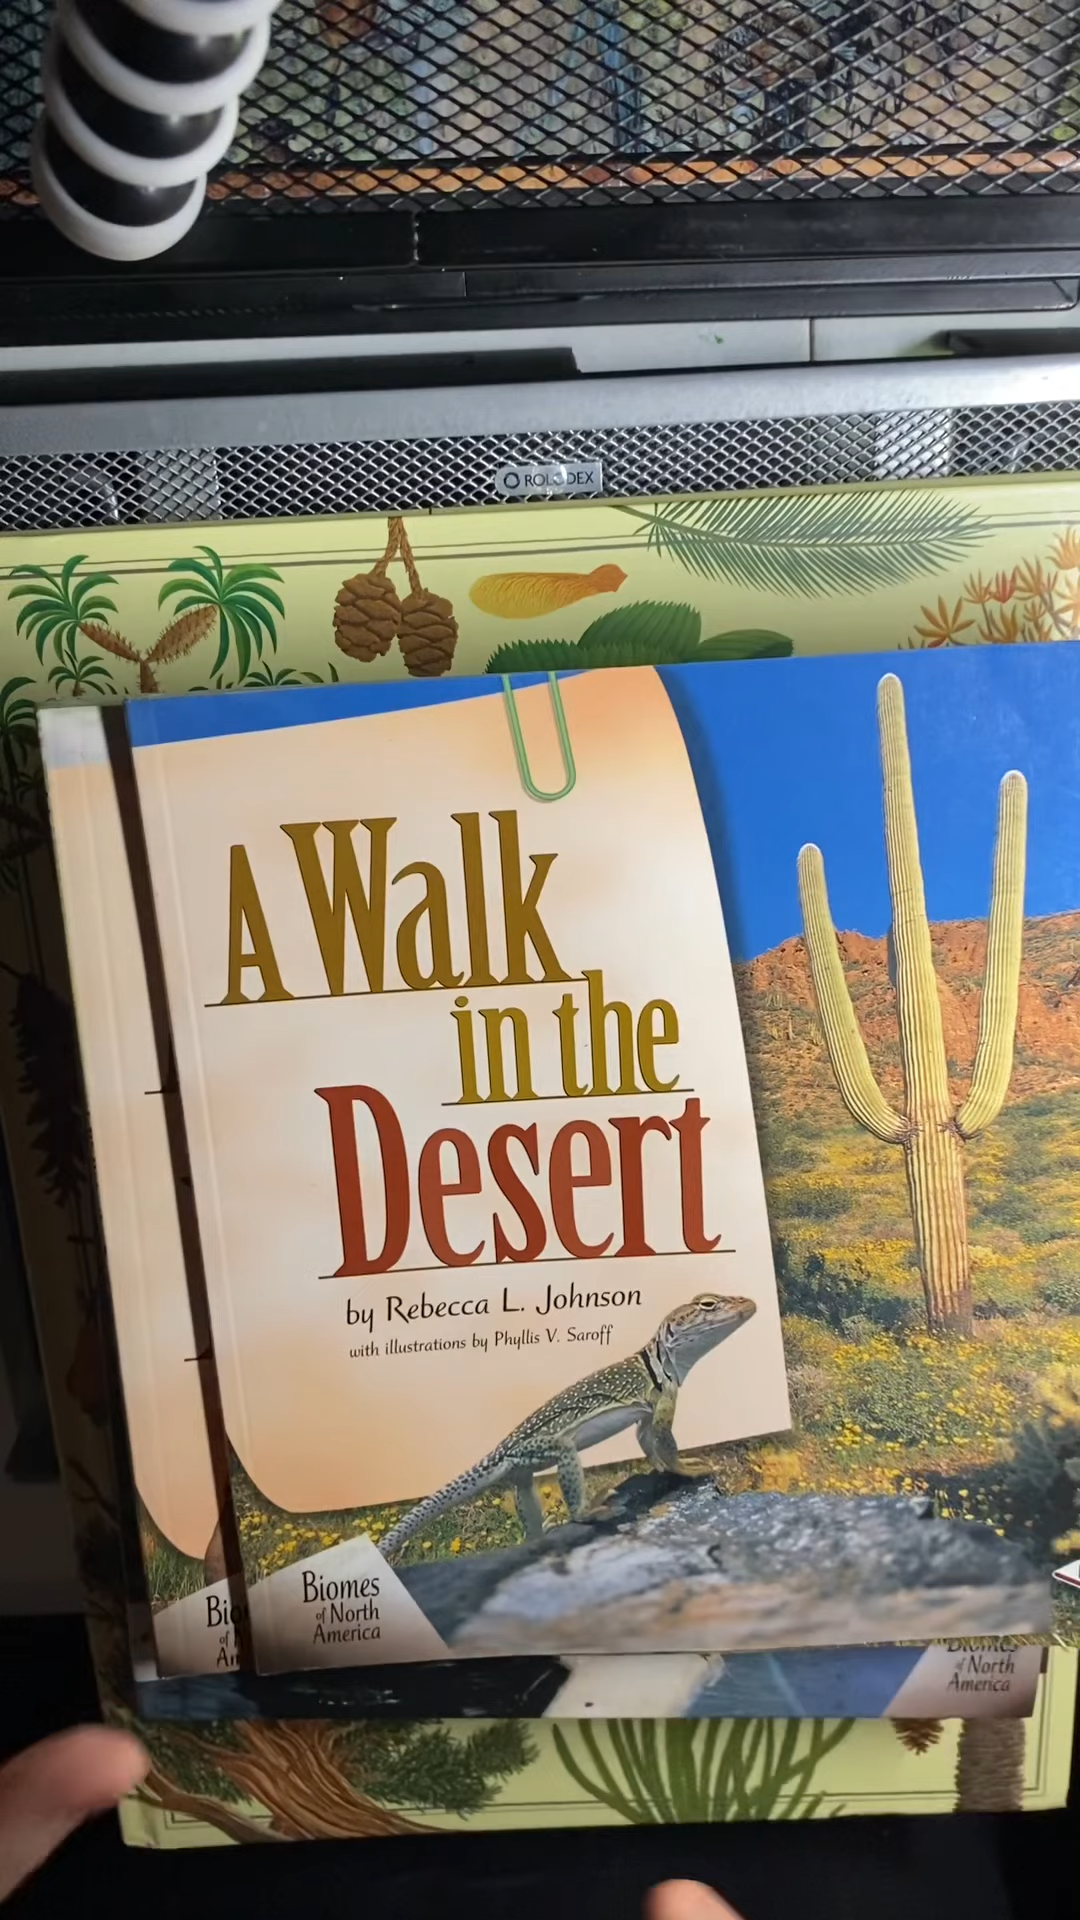 ROLODEX
A Walk
in the
Desert
by Rebecca L. Johnson
with illustrations by Phyllis V. Saroff
Biomes
of North
America
Biomes
of North
America